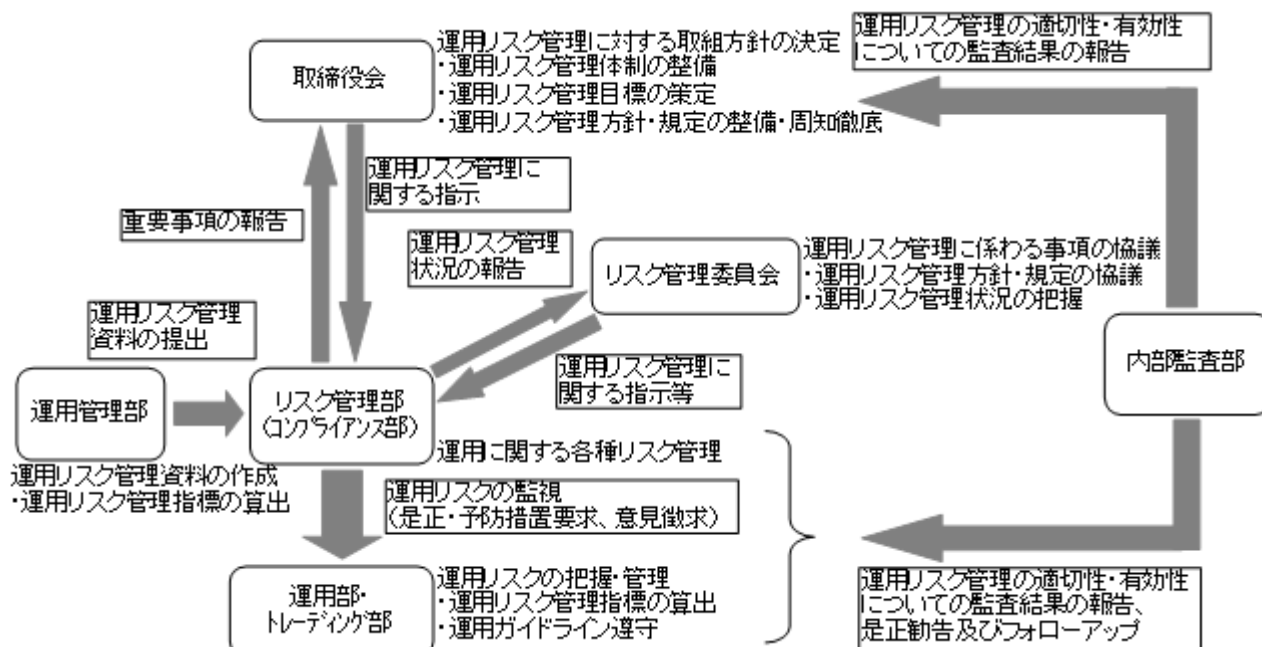 取締役会
運用リスク管理に対する取組方針の決定
・運用リスク管理体制の整備
・運用リスク管理目標の策定
・運用リスク管理方針・規定の整備・周知徹底
運用リスク管理の適切性・有効性
についての監査結果の報告
運用リスク管理に
関する指示
重要事項の報告
運用リスク管理
状況の報告
リスク管理委員会
運用リスク管理に係わる事項の協議
・運用リスク管理方針・規定の協議
・運用リスク管理状況の把握
運用リスク管理
資料の提出
運用リスク管理に
関する指示等
内部監査部
運用管理部
リスク管理部
（コンプライアンス部）
運用に関する各種リスク管理
運用リスク管理資料の作成
・運用リスク管理指標の算出
運用リスクの監視
（是正・予防措置要求、意見徴求）
運用部・
トレーディング部
運用リスクの把握・管理
・運用リスク管理指標の算出
・運用ガイドライン遵守
運用リスク管理の適切性・有効性
についての監査結果の報告、
是正勧告及びフォローアップ